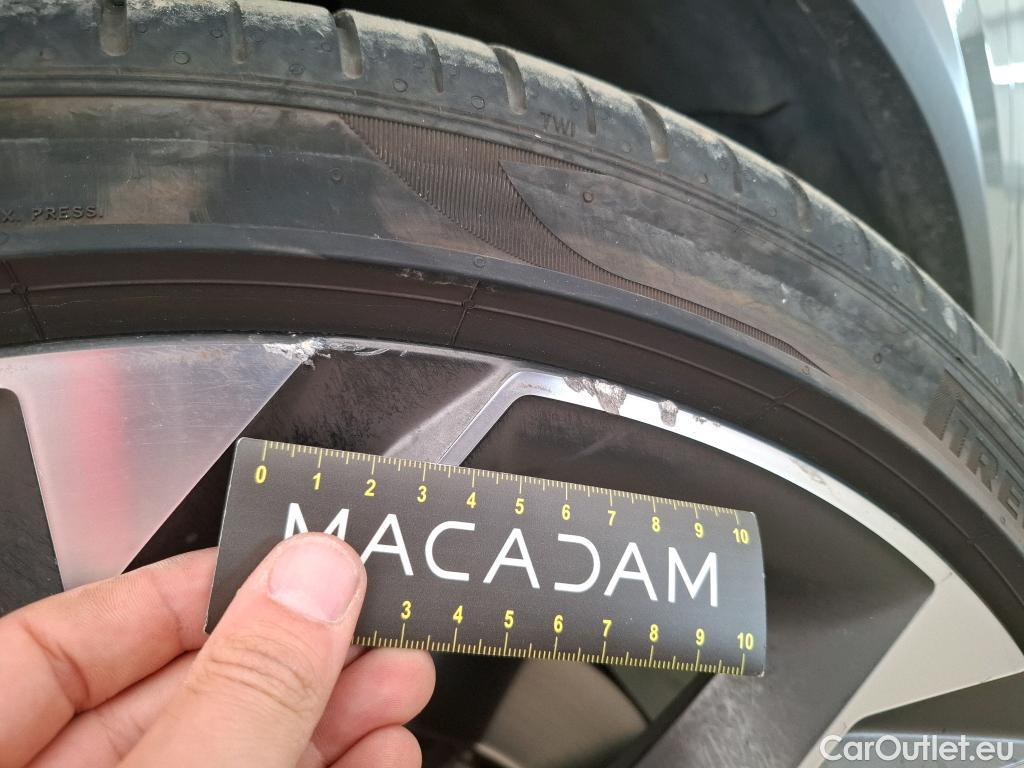 TWI
X. PRESS.
PIRE
0 1 2 3 4 5 6 7 8 9 10
MACADAM
3 4 5 6 7 8 9 10
CarOutlet.eu